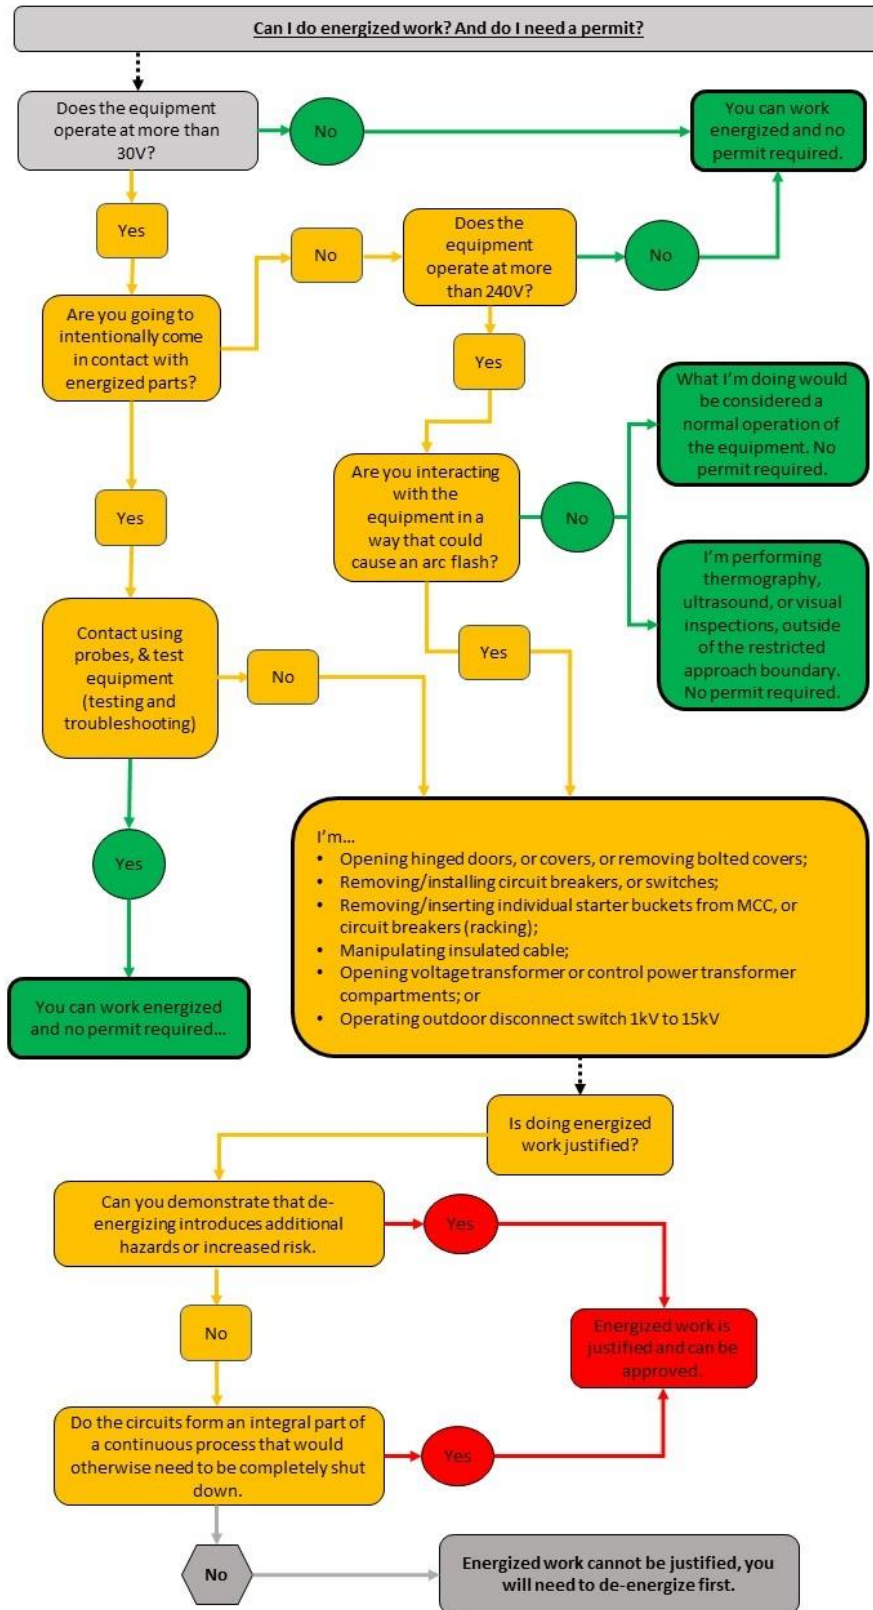 Can I do energized work? And do I need a permit?
Does the equipment
operate at more than
30V?
No
You can work
energized and no
permit required.
Yes
No
Does the
equipment
operate at more
than 240V?
No
Are you going to
intentionally come
in contact with
energized parts?
Yes
What I'm doing would
be considered a
normal operation of
the equipment. No
permit required.
Are you interacting
with the
equipment in a
way that could
cause an arc flash?
No
Yes
I'm performing
thermography,
ultrasound, or visual
inspections, outside
of the restricted
approach boundary.
No permit required.
Contact using
probes, & test
equipment
(testing and
troubleshooting)
No
Yes
Yes
I'm...
• Opening hinged doors, or covers, or removing bolted covers;
• Removing/installing circuit breakers, or switches;
• Removing/inserting individual starter buckets from MCC, or
circuit breakers (racking);
• Manipulating insulated cable;
• Opening voltage transformer or control power transformer
compartments; or
• Operating outdoor disconnect switch 1kV to 15kV
You can work energized
and no permit required...
Is doing energized
work justified?
Can you demonstrate that de-
energizing introduces additional
hazards or increased risk.
Yes
No
Energized work is
justified and can be
approved.
Do the circuits form an integral part of
a continuous process that would
otherwise need to be completely shut
down.
Yes
No
Energized work cannot be justified, you
will need to de-energize first.